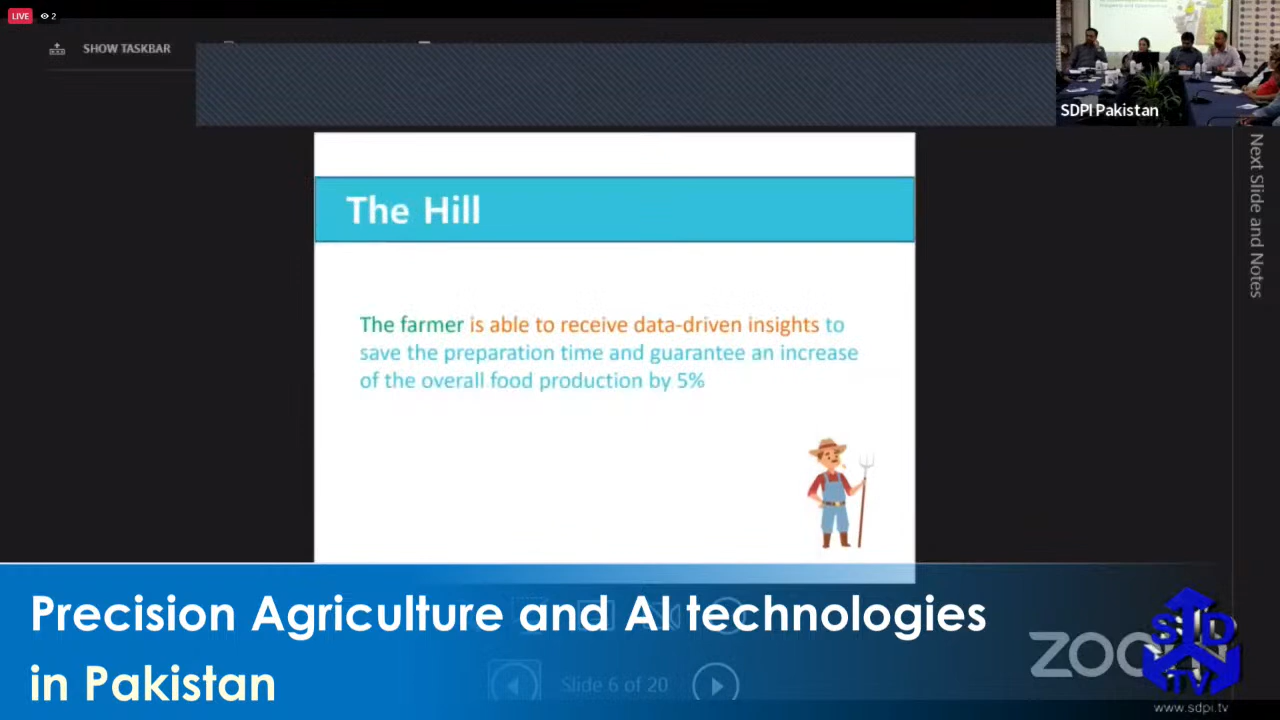 LIVE 2
SHOW TASKBAR
SDPI Pakistan
Next Slide and Notes
The Hill
The farmer is able to receive data-driven insights to
save the preparation time and guarantee an increase
of the overall food production by 5%
Precision Agriculture and AI technologies
in Pakistan
Slide 6 of 20
zoom
SD
TV
www.sdpi.tv